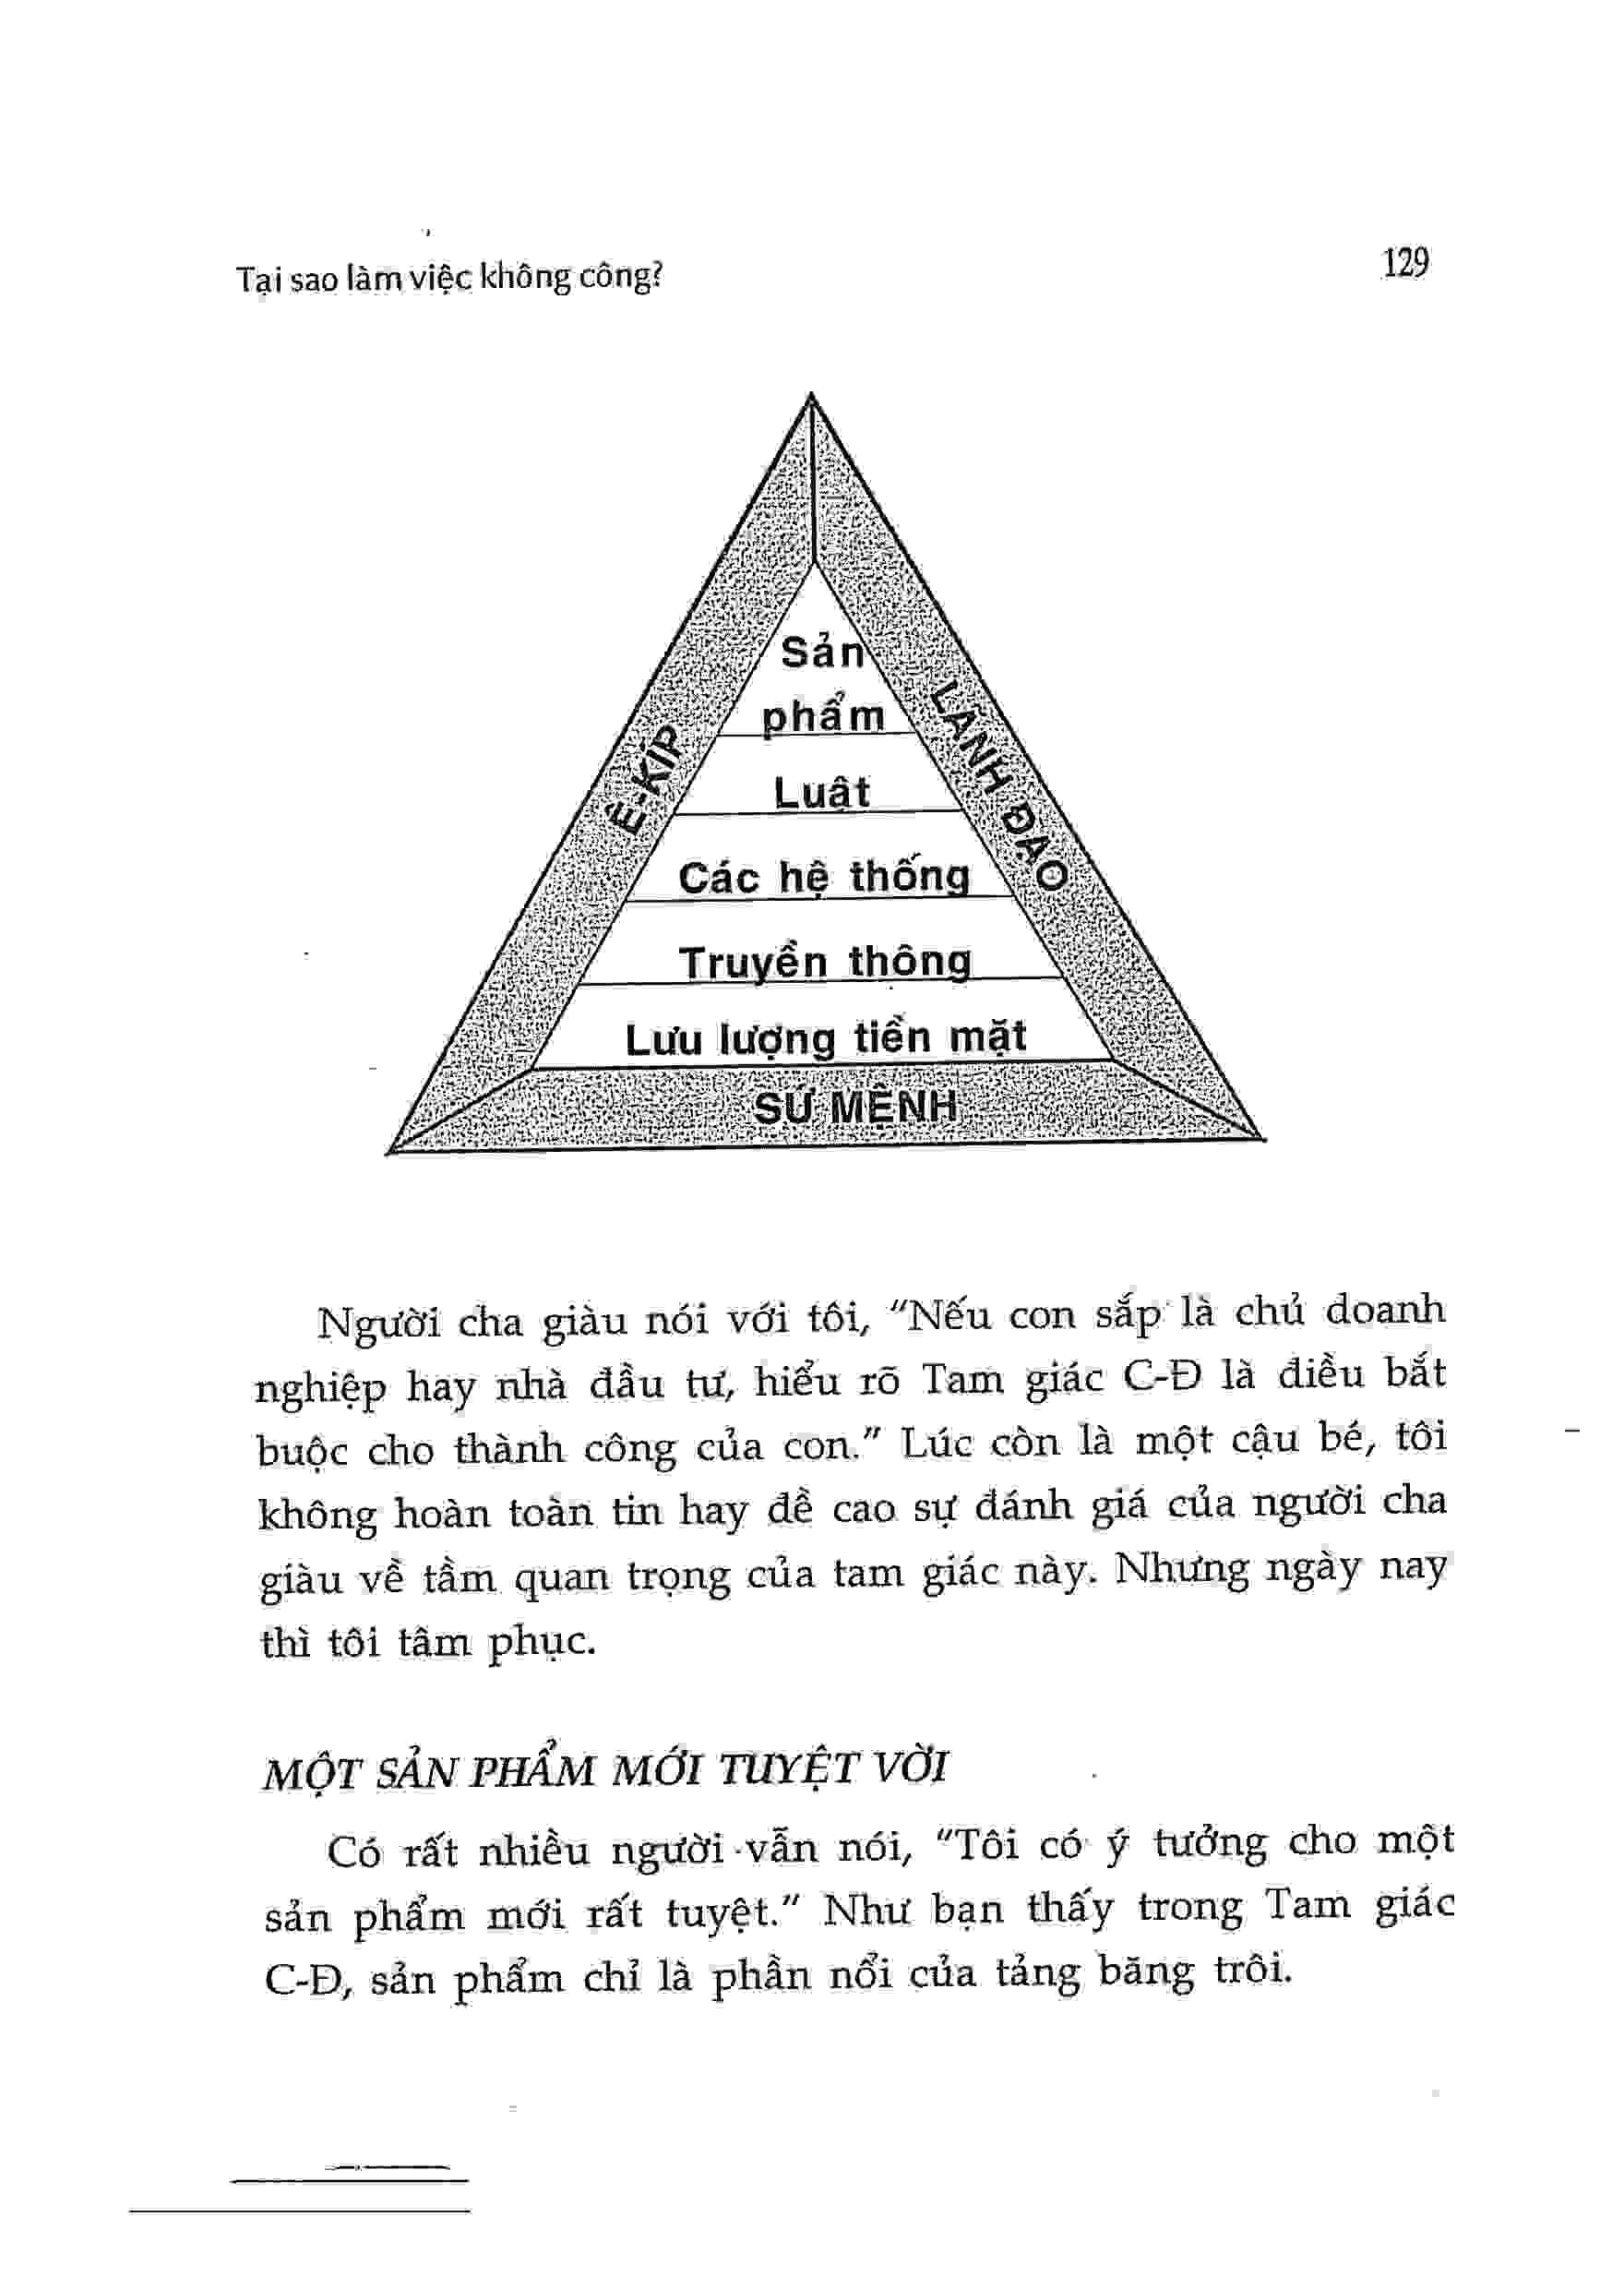 Tại sao làm việc không công?
129
Sản
phẩm
Ê-KÍP
LÃNH ĐẠO
Luật
Các hệ thống
Truyền thông
Lưu lượng tiền mặt
SỨ MỆNH
Người cha giàu nói với tôi, "Nếu con sắp là chủ doanh
nghiệp hay nhà đầu tư, hiểu rõ Tam giác C-Đ là điều bắt
buộc cho thành công của con." Lúc còn là một cậu bé, tôi
không hoàn toàn tin hay đề cao sự đánh giá của người cha
giàu về tầm quan trọng của tam giác này. Nhưng ngày nay
thì tôi tâm phục.
MỘT SẢN PHẨM MỚI TUYỆT VỜI
Có rất nhiều người vẫn nói, "Tôi có ý tưởng cho một
sản phẩm mới rất tuyệt." Như bạn thấy trong Tam giác
C-Đ, sản phẩm chỉ là phần nổi của tảng băng trôi.